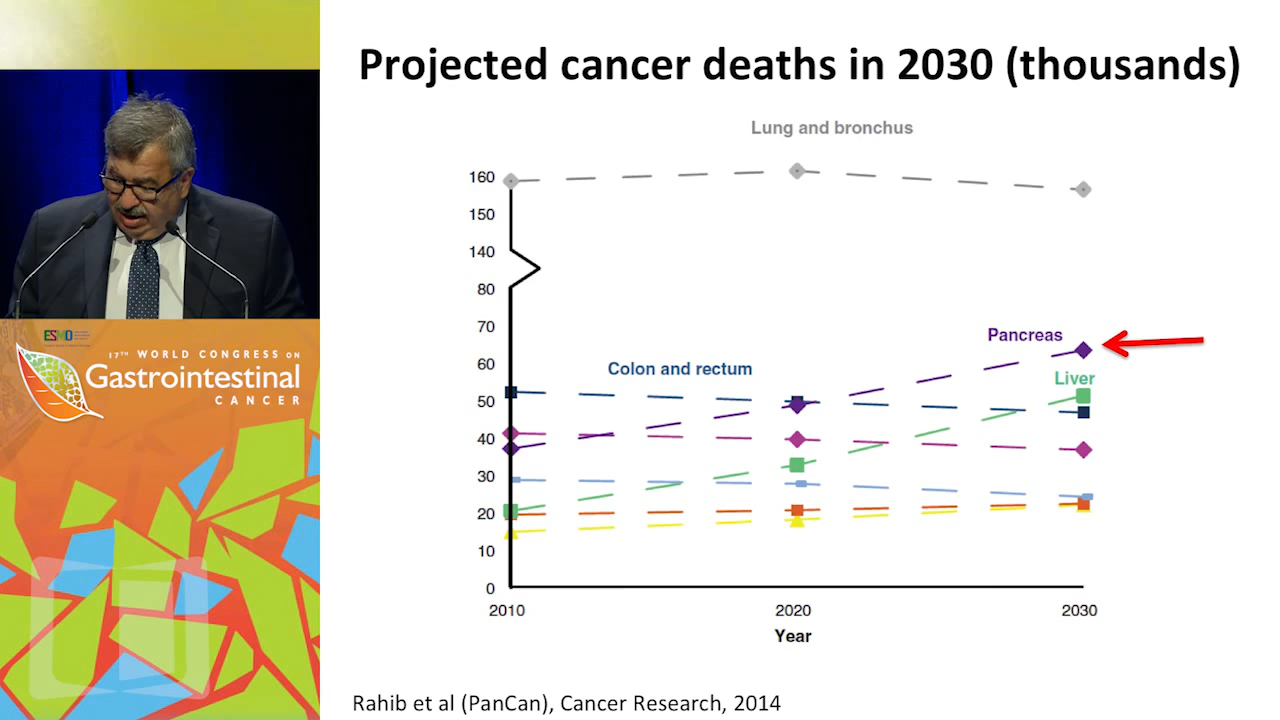 Projected cancer deaths in 2030 (thousands)
Lung and bronchus
160
150
140
80
70
60
50
40
30
20
10
0
Pancreas
Colon and rectum
Liver
2010
2020
2030
Year
Rahib et al (PanCan), Cancer Research, 2014
ESMO
17TH WORLD CONGRESS ON
Gastrointestinal
CANCER